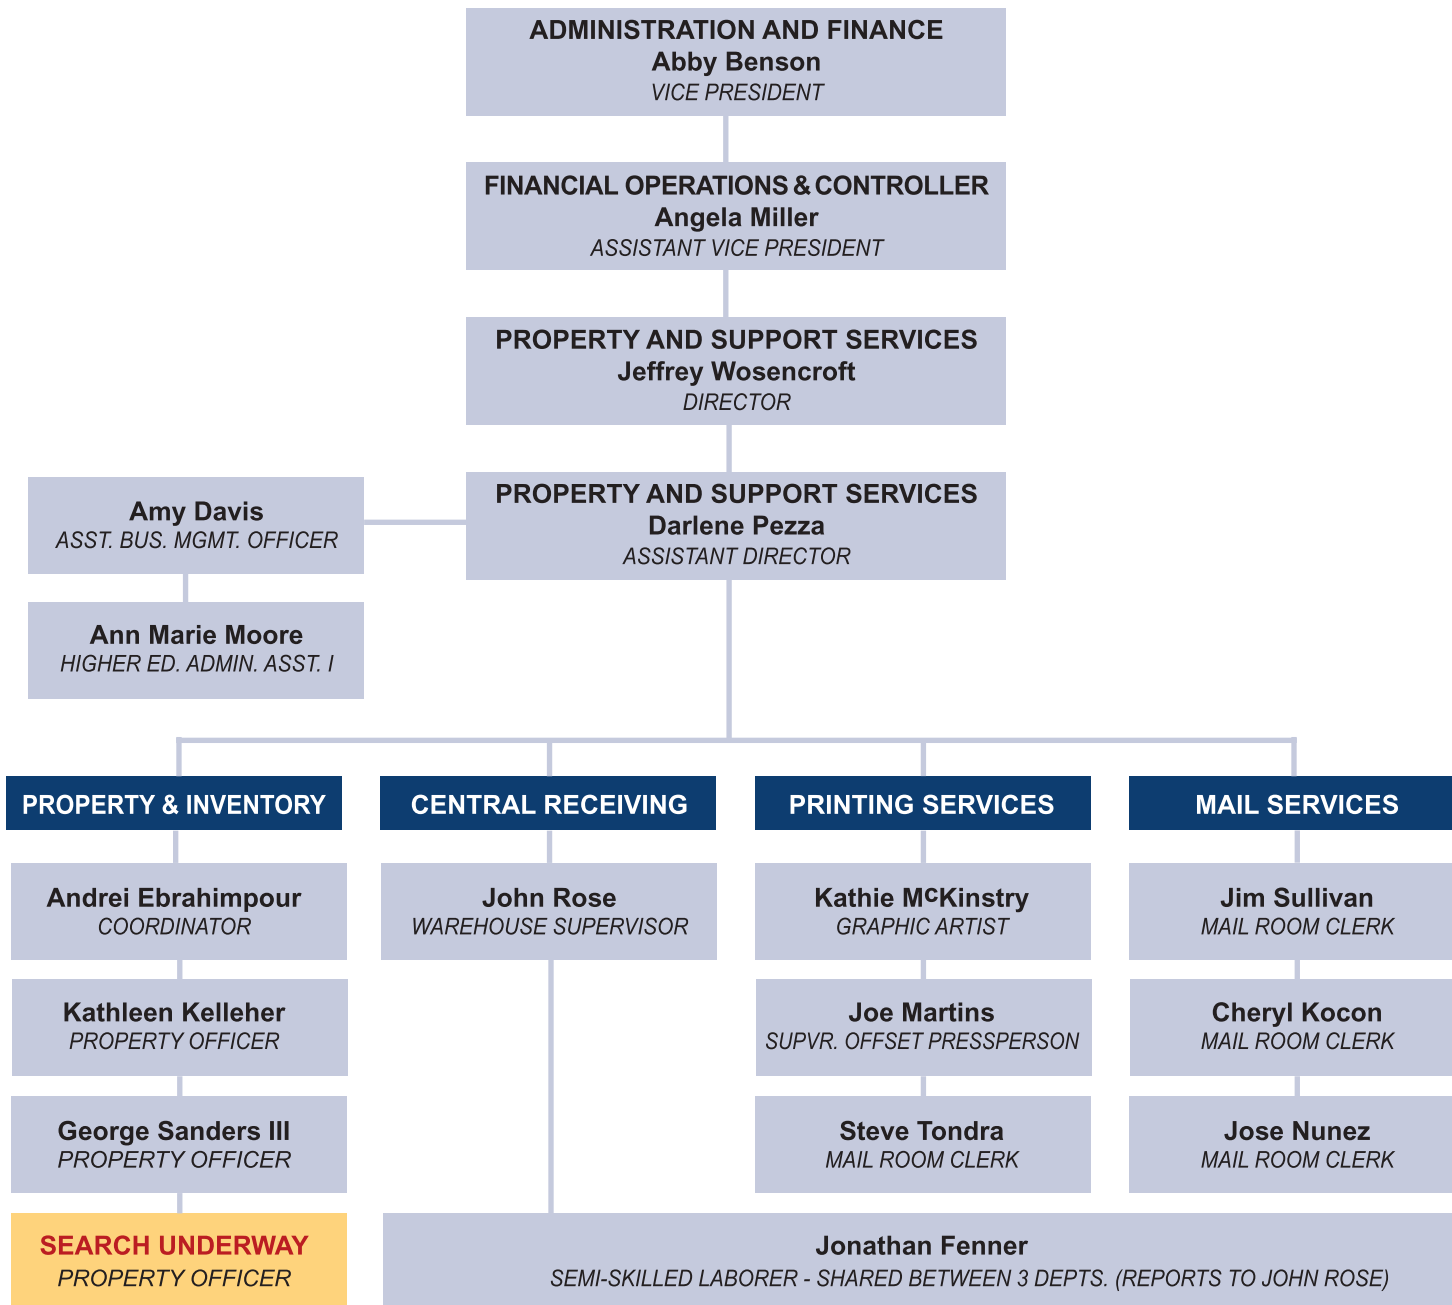 ADMINISTRATION AND FINANCE
Abby Benson
VICE PRESIDENT
FINANCIAL OPERATIONS & CONTROLLER
Angela Miller
ASSISTANT VICE PRESIDENT
PROPERTY AND SUPPORT SERVICES
Jeffrey Wosencroft
DIRECTOR
PROPERTY AND SUPPORT SERVICES
Darlene Pezza
ASSISTANT DIRECTOR
Amy Davis
ASST. BUS. MGMT. OFFICER
Ann Marie Moore
HIGHER ED. ADMIN. ASST. I
PROPERTY & INVENTORY
Andrei Ebrahimpour
COORDINATOR
Kathleen Kelleher
PROPERTY OFFICER
George Sanders III
PROPERTY OFFICER
SEARCH UNDERWAY
PROPERTY OFFICER
CENTRAL RECEIVING
John Rose
WAREHOUSE SUPERVISOR
PRINTING SERVICES
Kathie McKinstry
GRAPHIC ARTIST
Joe Martins
SUPVR. OFFSET PRESSPERSON
Steve Tondra
MAIL ROOM CLERK
MAIL SERVICES
Jim Sullivan
MAIL ROOM CLERK
Cheryl Kocon
MAIL ROOM CLERK
Jose Nunez
MAIL ROOM CLERK
Jonathan Fenner
SEMI-SKILLED LABORER - SHARED BETWEEN 3 DEPTS. (REPORTS TO JOHN ROSE)